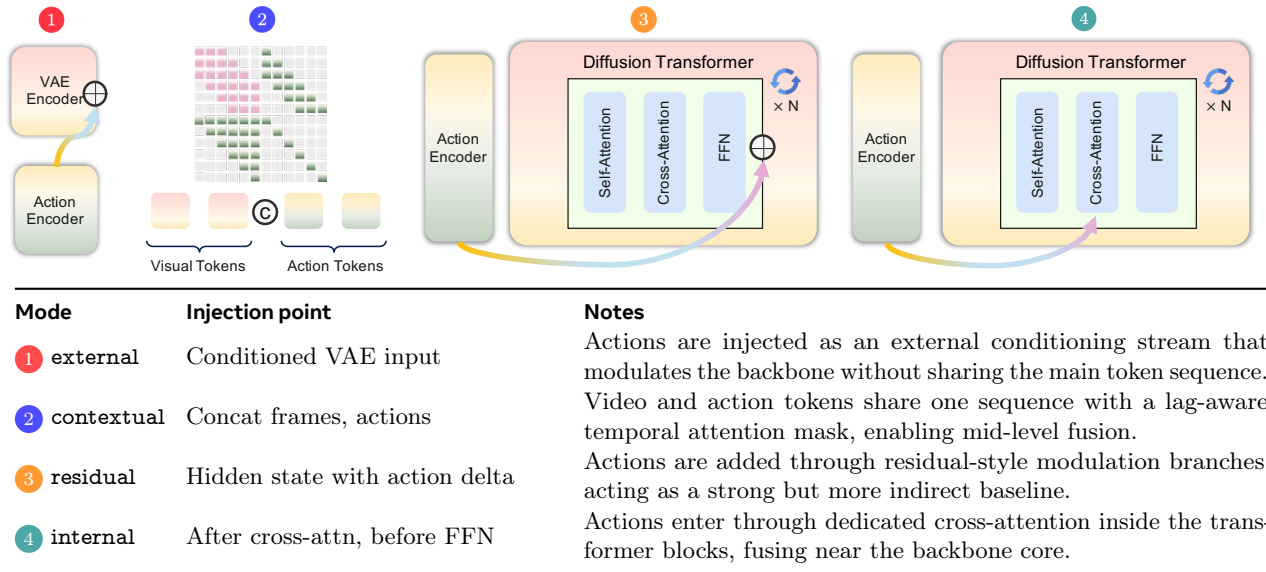 1
2
3
4
VAE
Encoder
Action
Encoder
C
Visual Tokens
Action Tokens
Action
Encoder
Diffusion Transformer
Self-Attention
Cross-Attention
FFN
× N
Action
Encoder
Diffusion Transformer
Self-Attention
Cross-Attention
FFN
× N
Mode Injection point Notes
1 external Conditioned VAE input Actions are injected as an external conditioning stream that
modulates the backbone without sharing the main token sequence.
2 contextual Concat frames, actions Video and action tokens share one sequence with a lag-aware
temporal attention mask, enabling mid-level fusion.
3 residual Hidden state with action delta Actions are added through residual-style modulation branches
acting as a strong but more indirect baseline.
4 internal After cross-attn, before FFN Actions enter through dedicated cross-attention inside the trans-
former blocks, fusing near the backbone core.